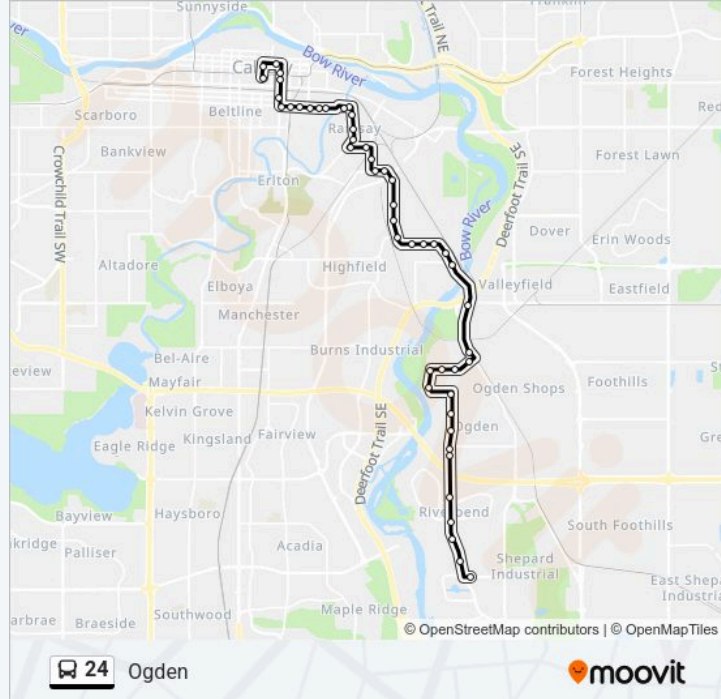 Sunnyside
Trail NE
Bow River
Forest Heights
Scarboro
Beltline
Ramsay
Bankview
Forest Lawn
Crowchild Trail SW
Erlton
Deerfoot Trail SE
Bow River
Dover
Erin Woods
Altadore
Highfield
Elboya
Valleyfield
Eastfield
Manchester
Burns Industrial
Bel-Aire
Mayfair
Ogden Shops
Foothills
Kelvin Grove
Ogden
Eagle Ridge
Kingsland
Fairview
Deerfoot Trail SE
Bayview
Haysboro
Riverbend
South Foothills
Palliser
Acadia
Shepard
Industrial
Maple Ridge
Braeside
Southwood
© OpenStreetMap contributors | © OpenMapTiles
24 Ogden
moovit